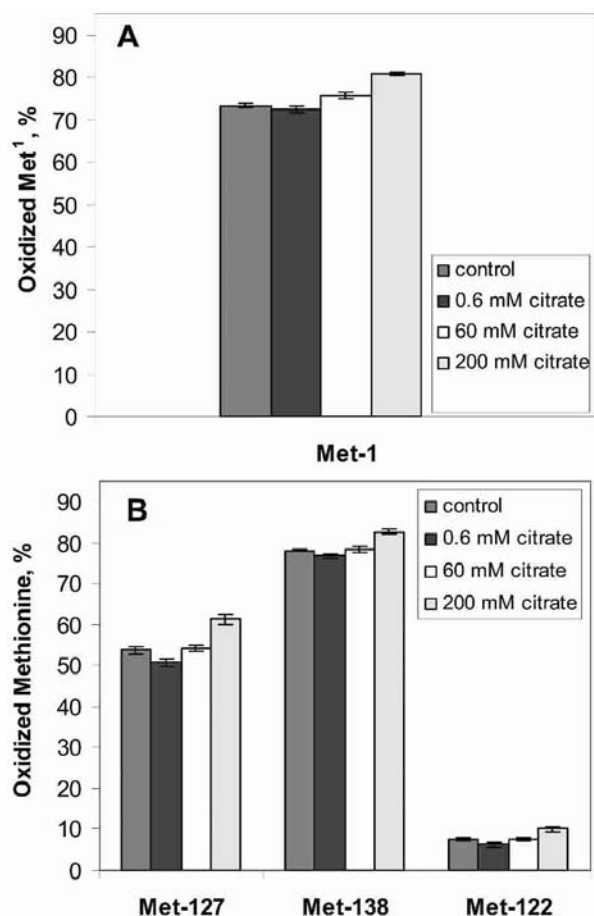 A
90
80
70
60
50
40
30
20
10
0
Oxidized Met¹, %
control
0.6 mM citrate
60 mM citrate
200 mM citrate
Met-1
B
90
80
70
60
50
40
30
20
10
0
Oxidized Methionine, %
control
0.6 mM citrate
60 mM citrate
200 mM citrate
Met-127 Met-138 Met-122